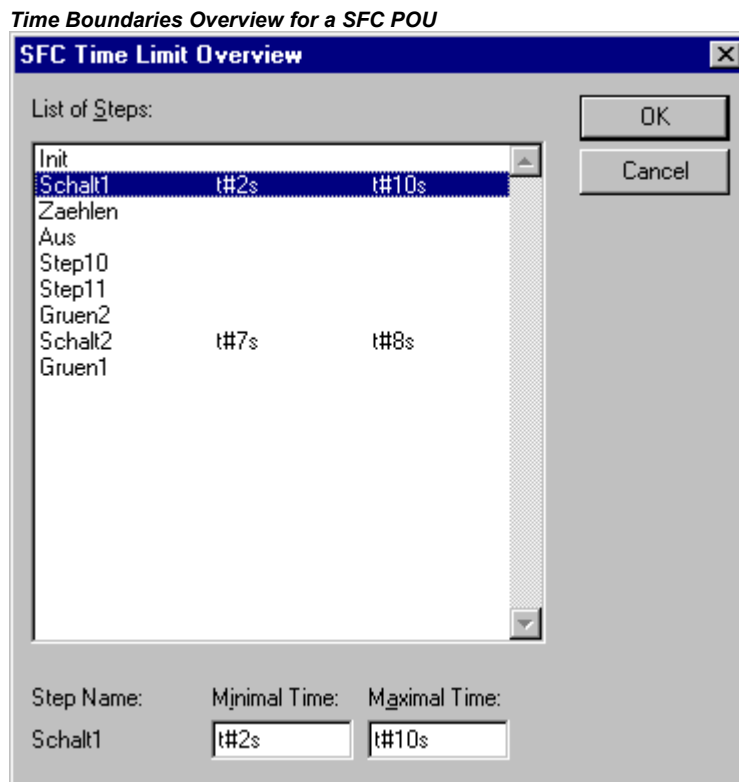 Time Boundaries Overview for a SFC POU
SFC Time Limit Overview
List of Steps:
OK
Cancel
Init
Schalt1 t#2s t#10s
Zaehlen
Aus
Step10
Step11
Gruen2
Schalt2 t#7s t#8s
Gruen1
Step Name: Minimal Time: Maximal Time:
Schalt1 t#2s t#10s